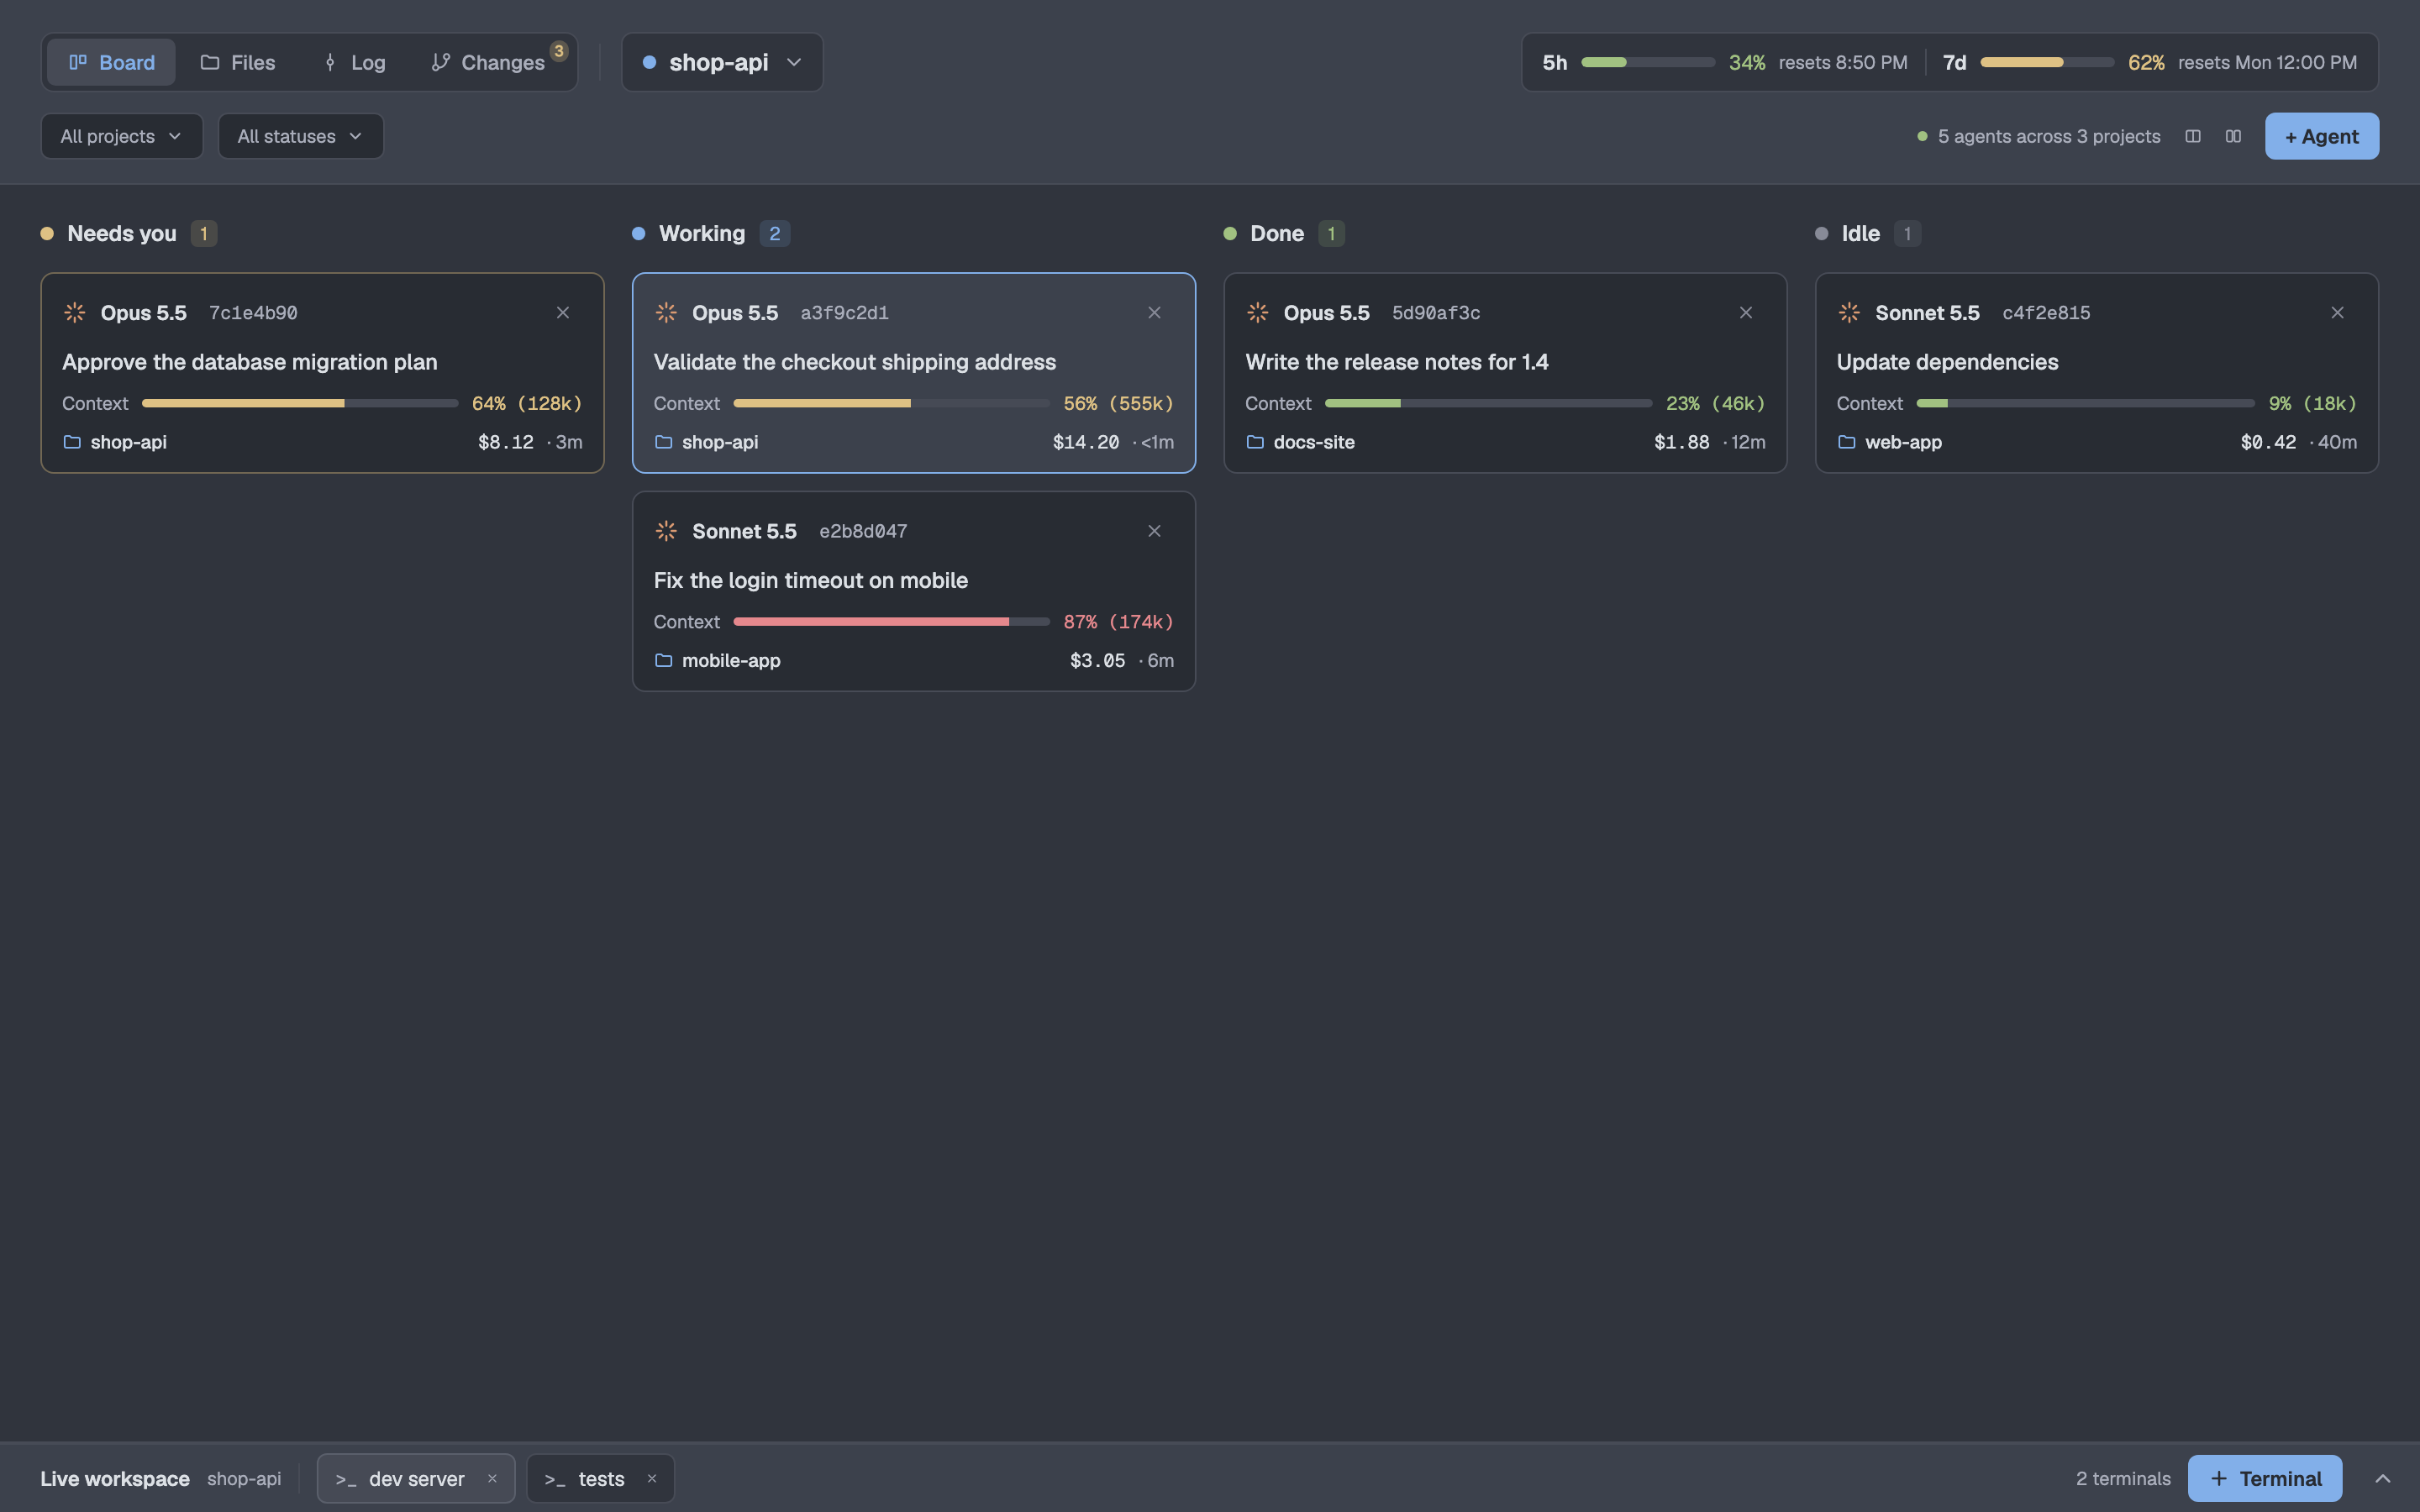 Board Files Log Changes 3 shop-api 5h 34% resets 8:50 PM 7d 62% resets Mon 12:00 PM
All projects All statuses 5 agents across 3 projects + Agent
Needs you 1
Opus 5.5 7c1e4b90
Approve the database migration plan
Context 64% (128k)
shop-api $8.12 · 3m
Working 2
Opus 5.5 a3f9c2d1
Validate the checkout shipping address
Context 56% (555k)
shop-api $14.20 · <1m
Sonnet 5.5 e2b8d047
Fix the login timeout on mobile
Context 87% (174k)
mobile-app $3.05 · 6m
Done 1
Opus 5.5 5d90af3c
Write the release notes for 1.4
Context 23% (46k)
docs-site $1.88 · 12m
Idle 1
Sonnet 5.5 c4f2e815
Update dependencies
Context 9% (18k)
web-app $0.42 · 40m
Live workspace shop-api >_ dev server × >_ tests × 2 terminals + Terminal